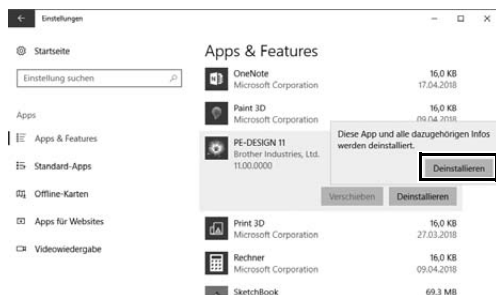 Einstellungen
Startseite
Einstellung suchen
Apps
Apps & Features
Standard-Apps
Offline-Karten
Apps für Websites
Videowiedergabe
Apps & Features
OneNote 16,0 KB
Microsoft Corporation 17.04.2018
Paint 3D 16,0 KB
Microsoft Corporation 09.04.2018
Diese App und alle dazugehörigen Infos
werden deinstalliert.
Deinstallieren
PE-DESIGN 11
Brother Industries, Ltd.
11.00.0000
Verschieben Deinstallieren
Print 3D 16,0 KB
Microsoft Corporation 27.03.2018
Rechner 16,0 KB
Microsoft Corporation 09.04.2018
SketchBook 69,3 MB